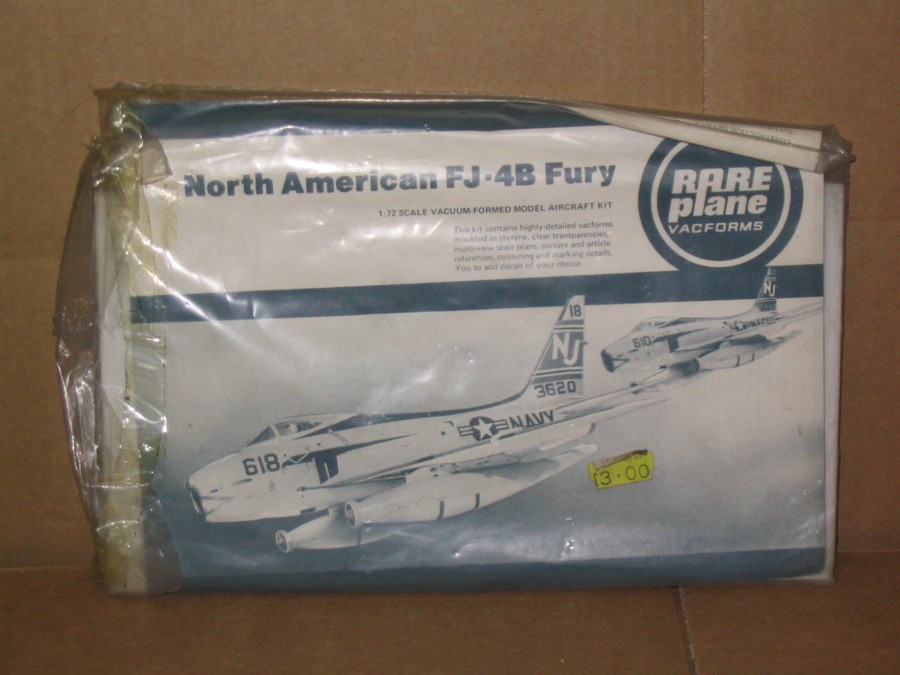 North American FJ-4B Fury
1:72 SCALE VACUUM-FORMED MODEL AIRCRAFT KIT
This kit contains highly-detailed vacforms
moulded in styrene, clear transparencies,
multi-view scale plans, picture and article
references, colouring and marking details.
You to add decals of your choice.
RARE
plane
VACFORMS
NJ
610
18
NJ
3620
NAVY
618
£3·00